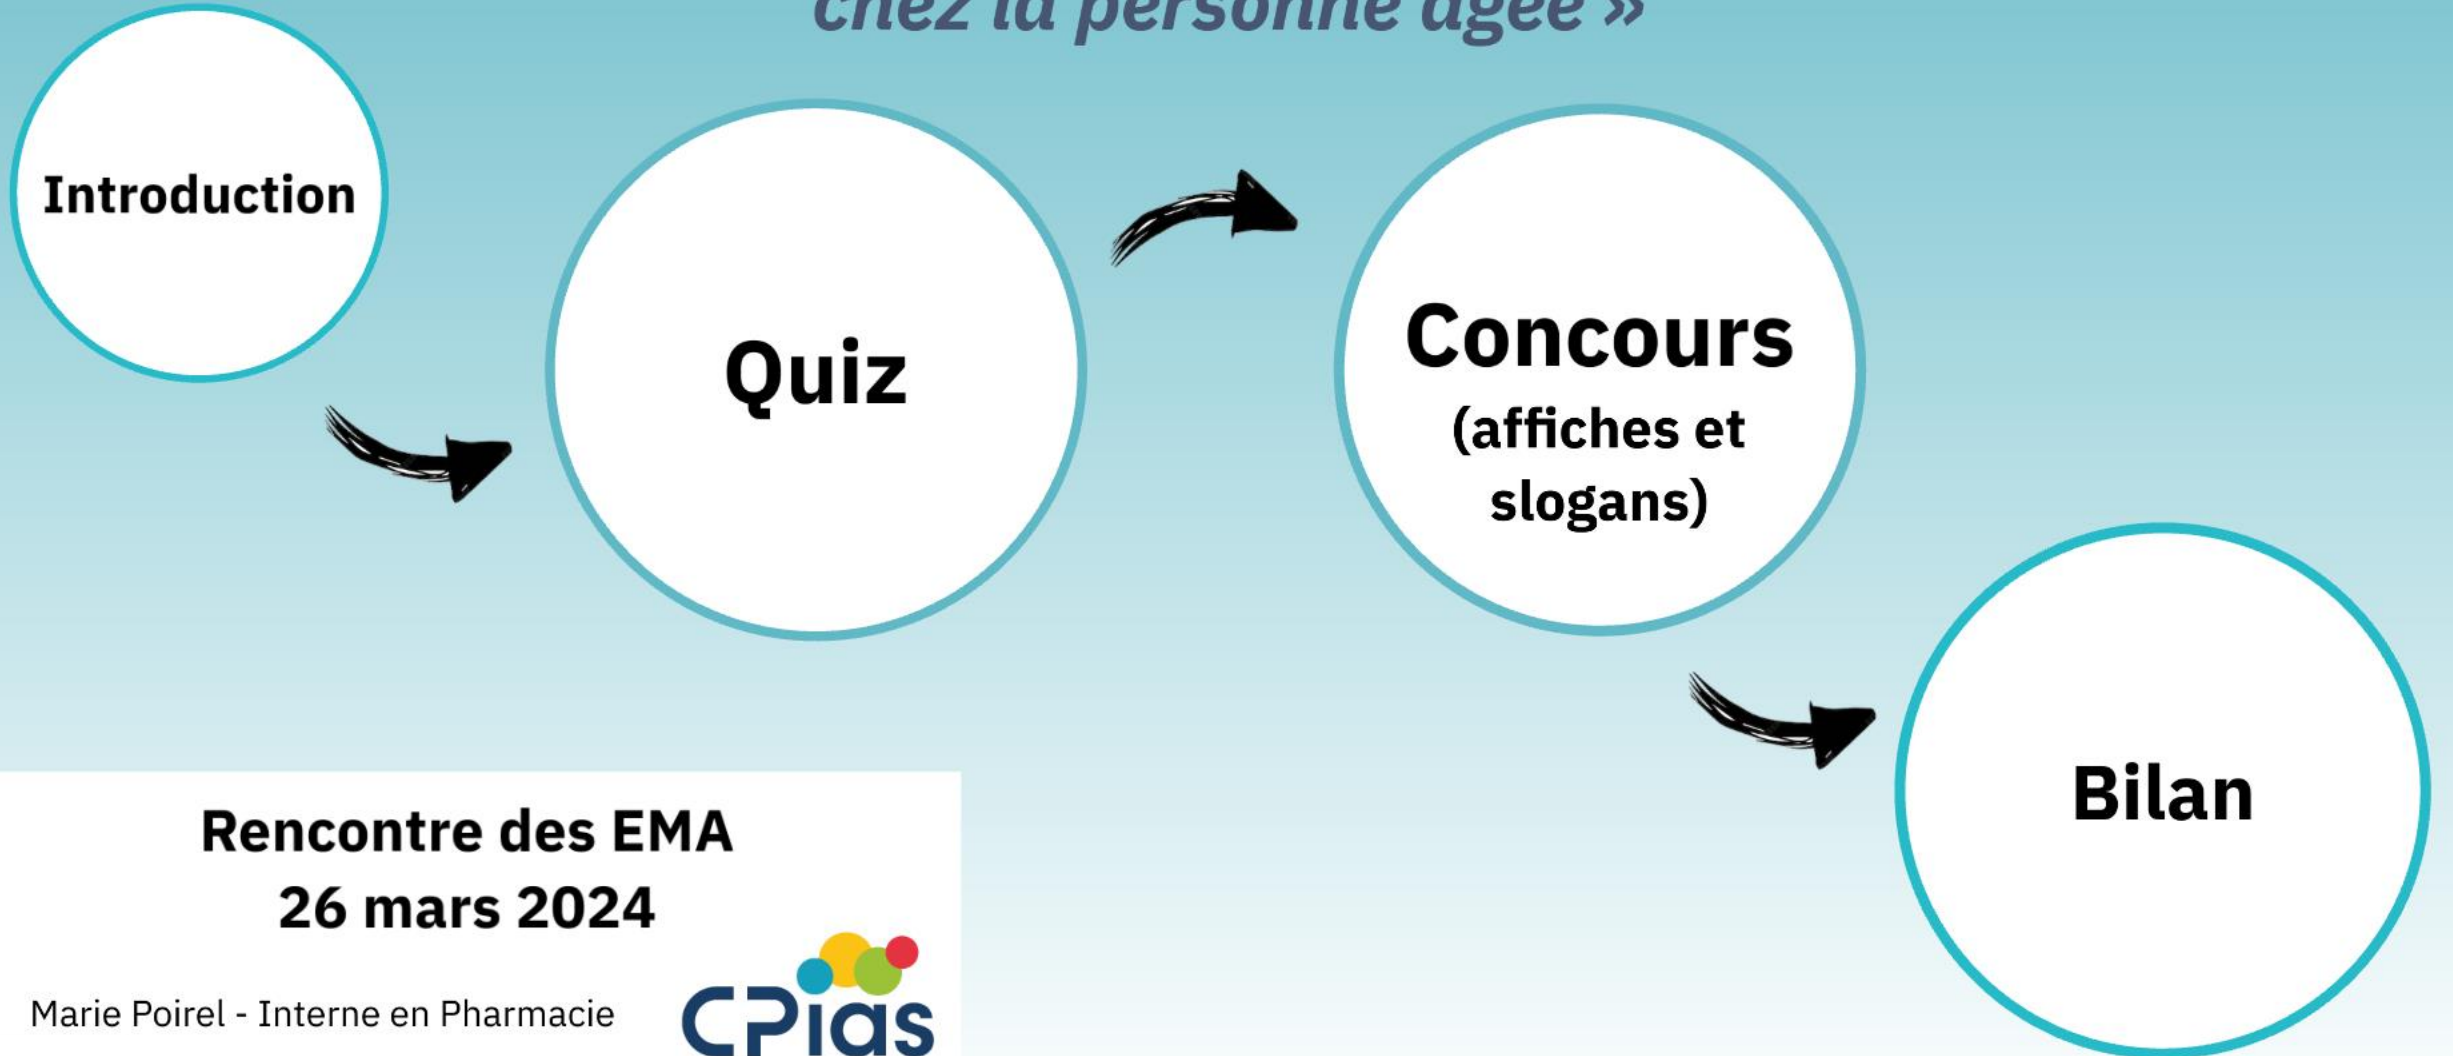 chez la personne âgée »
Introduction
Quiz
Concours
(affiches et
slogans)
Bilan
Rencontre des EMA
26 mars 2024
Marie Poirel - Interne en Pharmacie
CPias